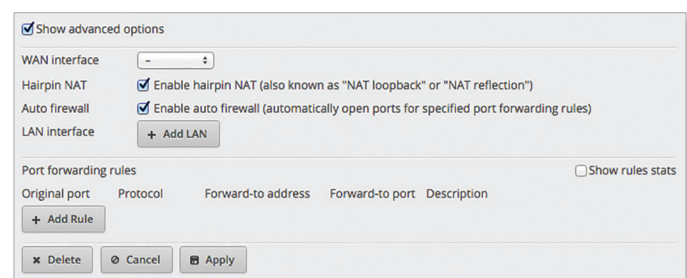 Show advanced options
WAN interface -
Hairpin NAT Enable hairpin NAT (also known as "NAT loopback" or "NAT reflection")
Auto firewall Enable auto firewall (automatically open ports for specified port forwarding rules)
LAN interface + Add LAN
Port forwarding rules Show rules stats
Original port Protocol Forward-to address Forward-to port Description
+ Add Rule
Delete Cancel Apply